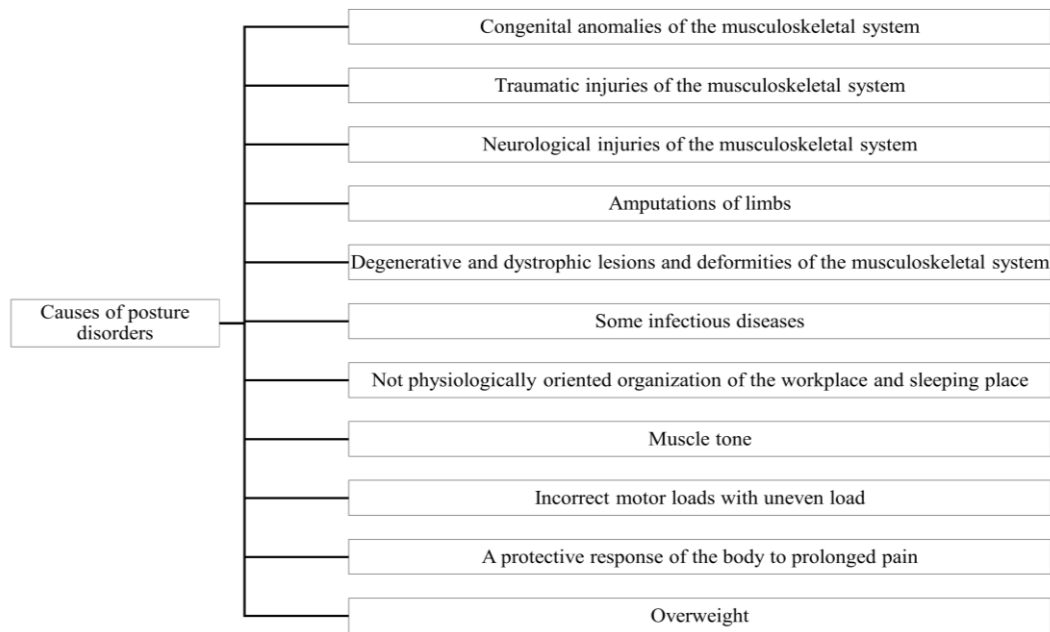 Congenital anomalies of the musculoskeletal system
Traumatic injuries of the musculoskeletal system
Neurological injuries of the musculoskeletal system
Amputations of limbs
Degenerative and dystrophic lesions and deformities of the musculoskeletal system
Causes of posture
disorders
Some infectious diseases
Not physiologically oriented organization of the workplace and sleeping place
Muscle tone
Incorrect motor loads with uneven load
A protective response of the body to prolonged pain
Overweight